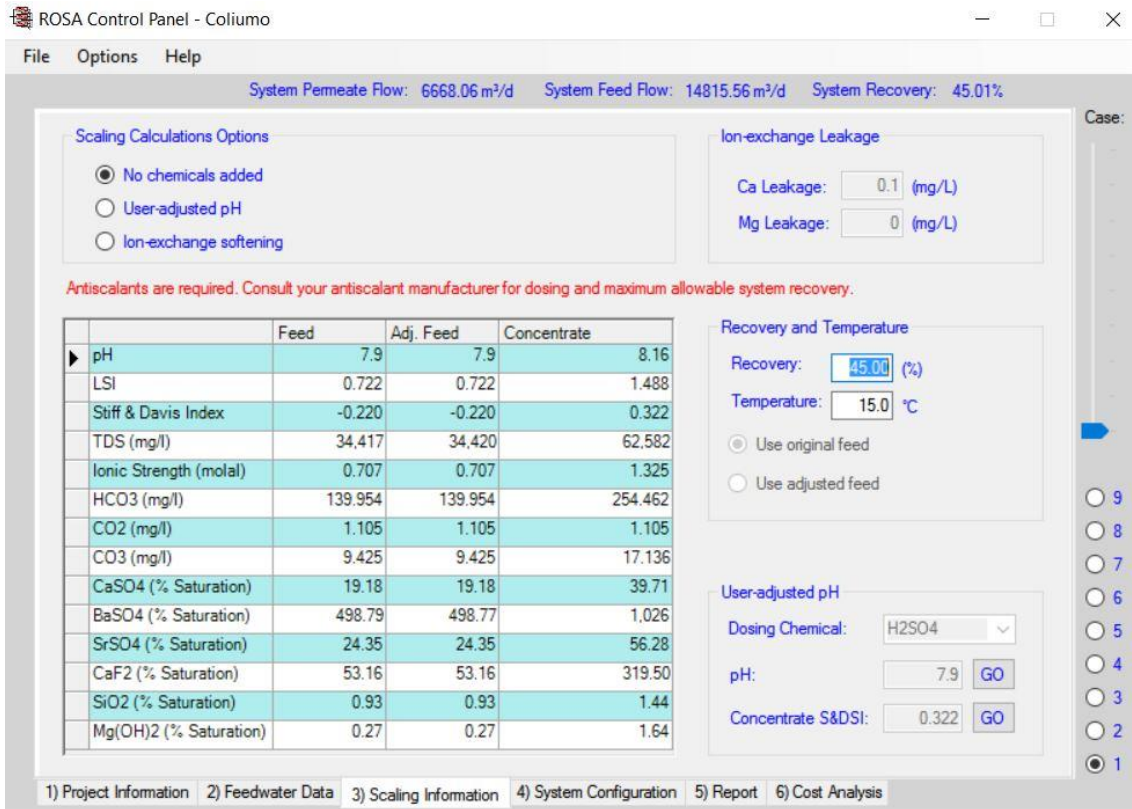 ROSA Control Panel - Coliumo
File Options Help
System Permeate Flow: 6668.06 m³/d System Feed Flow: 14815.56 m³/d System Recovery: 45.01%
Case:
Scaling Calculations Options
No chemicals added
User-adjusted pH
Ion-exchange softening
Ion-exchange Leakage
Ca Leakage: 0.1 (mg/L)
Mg Leakage: 0 (mg/L)
Antiscalants are required. Consult your antiscalant manufacturer for dosing and maximum allowable system recovery.
Feed Adj. Feed Concentrate
pH 7.9 7.9 8.16
LSI 0.722 0.722 1.488
Stiff & Davis Index -0.220 -0.220 0.322
TDS (mg/l) 34,417 34,420 62,582
Ionic Strength (molal) 0.707 0.707 1.325
HCO3 (mg/l) 139.954 139.954 254.462
CO2 (mg/l) 1.105 1.105 1.105
CO3 (mg/l) 9.425 9.425 17.136
CaSO4 (% Saturation) 19.18 19.18 39.71
BaSO4 (% Saturation) 498.79 498.77 1,026
SrSO4 (% Saturation) 24.35 24.35 56.28
CaF2 (% Saturation) 53.16 53.16 319.50
SiO2 (% Saturation) 0.93 0.93 1.44
Mg(OH)2 (% Saturation) 0.27 0.27 1.64
Recovery and Temperature
Recovery: 45.00 (%)
Temperature: 15.0 °C
Use original feed
Use adjusted feed
User-adjusted pH
Dosing Chemical: H2SO4
pH: 7.9 GO
Concentrate S&DSI: 0.322 GO
9
8
7
6
5
4
3
2
1
1) Project Information 2) Feedwater Data 3) Scaling Information 4) System Configuration 5) Report 6) Cost Analysis